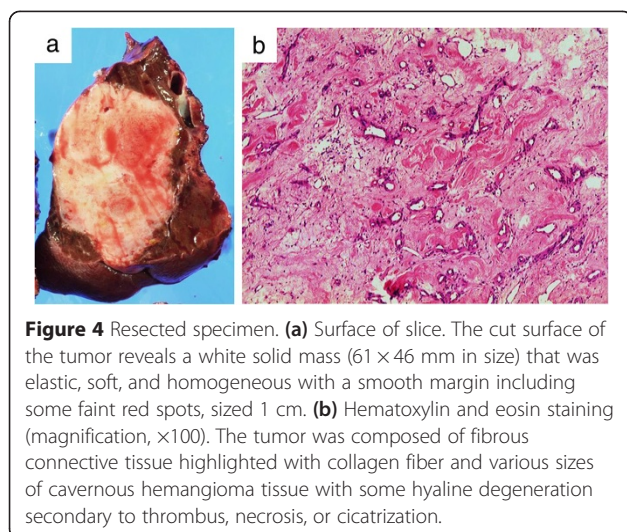 a
b
Figure 4 Resected specimen. (a) Surface of slice. The cut surface of
the tumor reveals a white solid mass (61 × 46 mm in size) that was
elastic, soft, and homogeneous with a smooth margin including
some faint red spots, sized 1 cm. (b) Hematoxylin and eosin staining
(magnification, ×100). The tumor was composed of fibrous
connective tissue highlighted with collagen fiber and various sizes
of cavernous hemangioma tissue with some hyaline degeneration
secondary to thrombus, necrosis, or cicatrization.